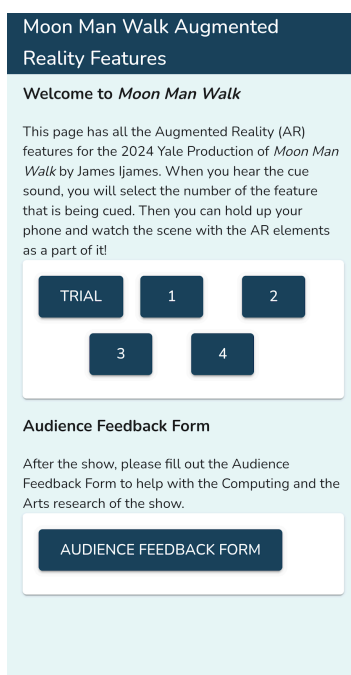 Moon Man Walk Augmented
Reality Features
Welcome to Moon Man Walk
This page has all the Augmented Reality (AR)
features for the 2024 Yale Production of Moon Man
Walk by James Ijames. When you hear the cue
sound, you will select the number of the feature
that is being cued. Then you can hold up your
phone and watch the scene with the AR elements
as a part of it!
TRIAL 1 2
3 4
Audience Feedback Form
After the show, please fill out the Audience
Feedback Form to help with the Computing and the
Arts research of the show.
AUDIENCE FEEDBACK FORM